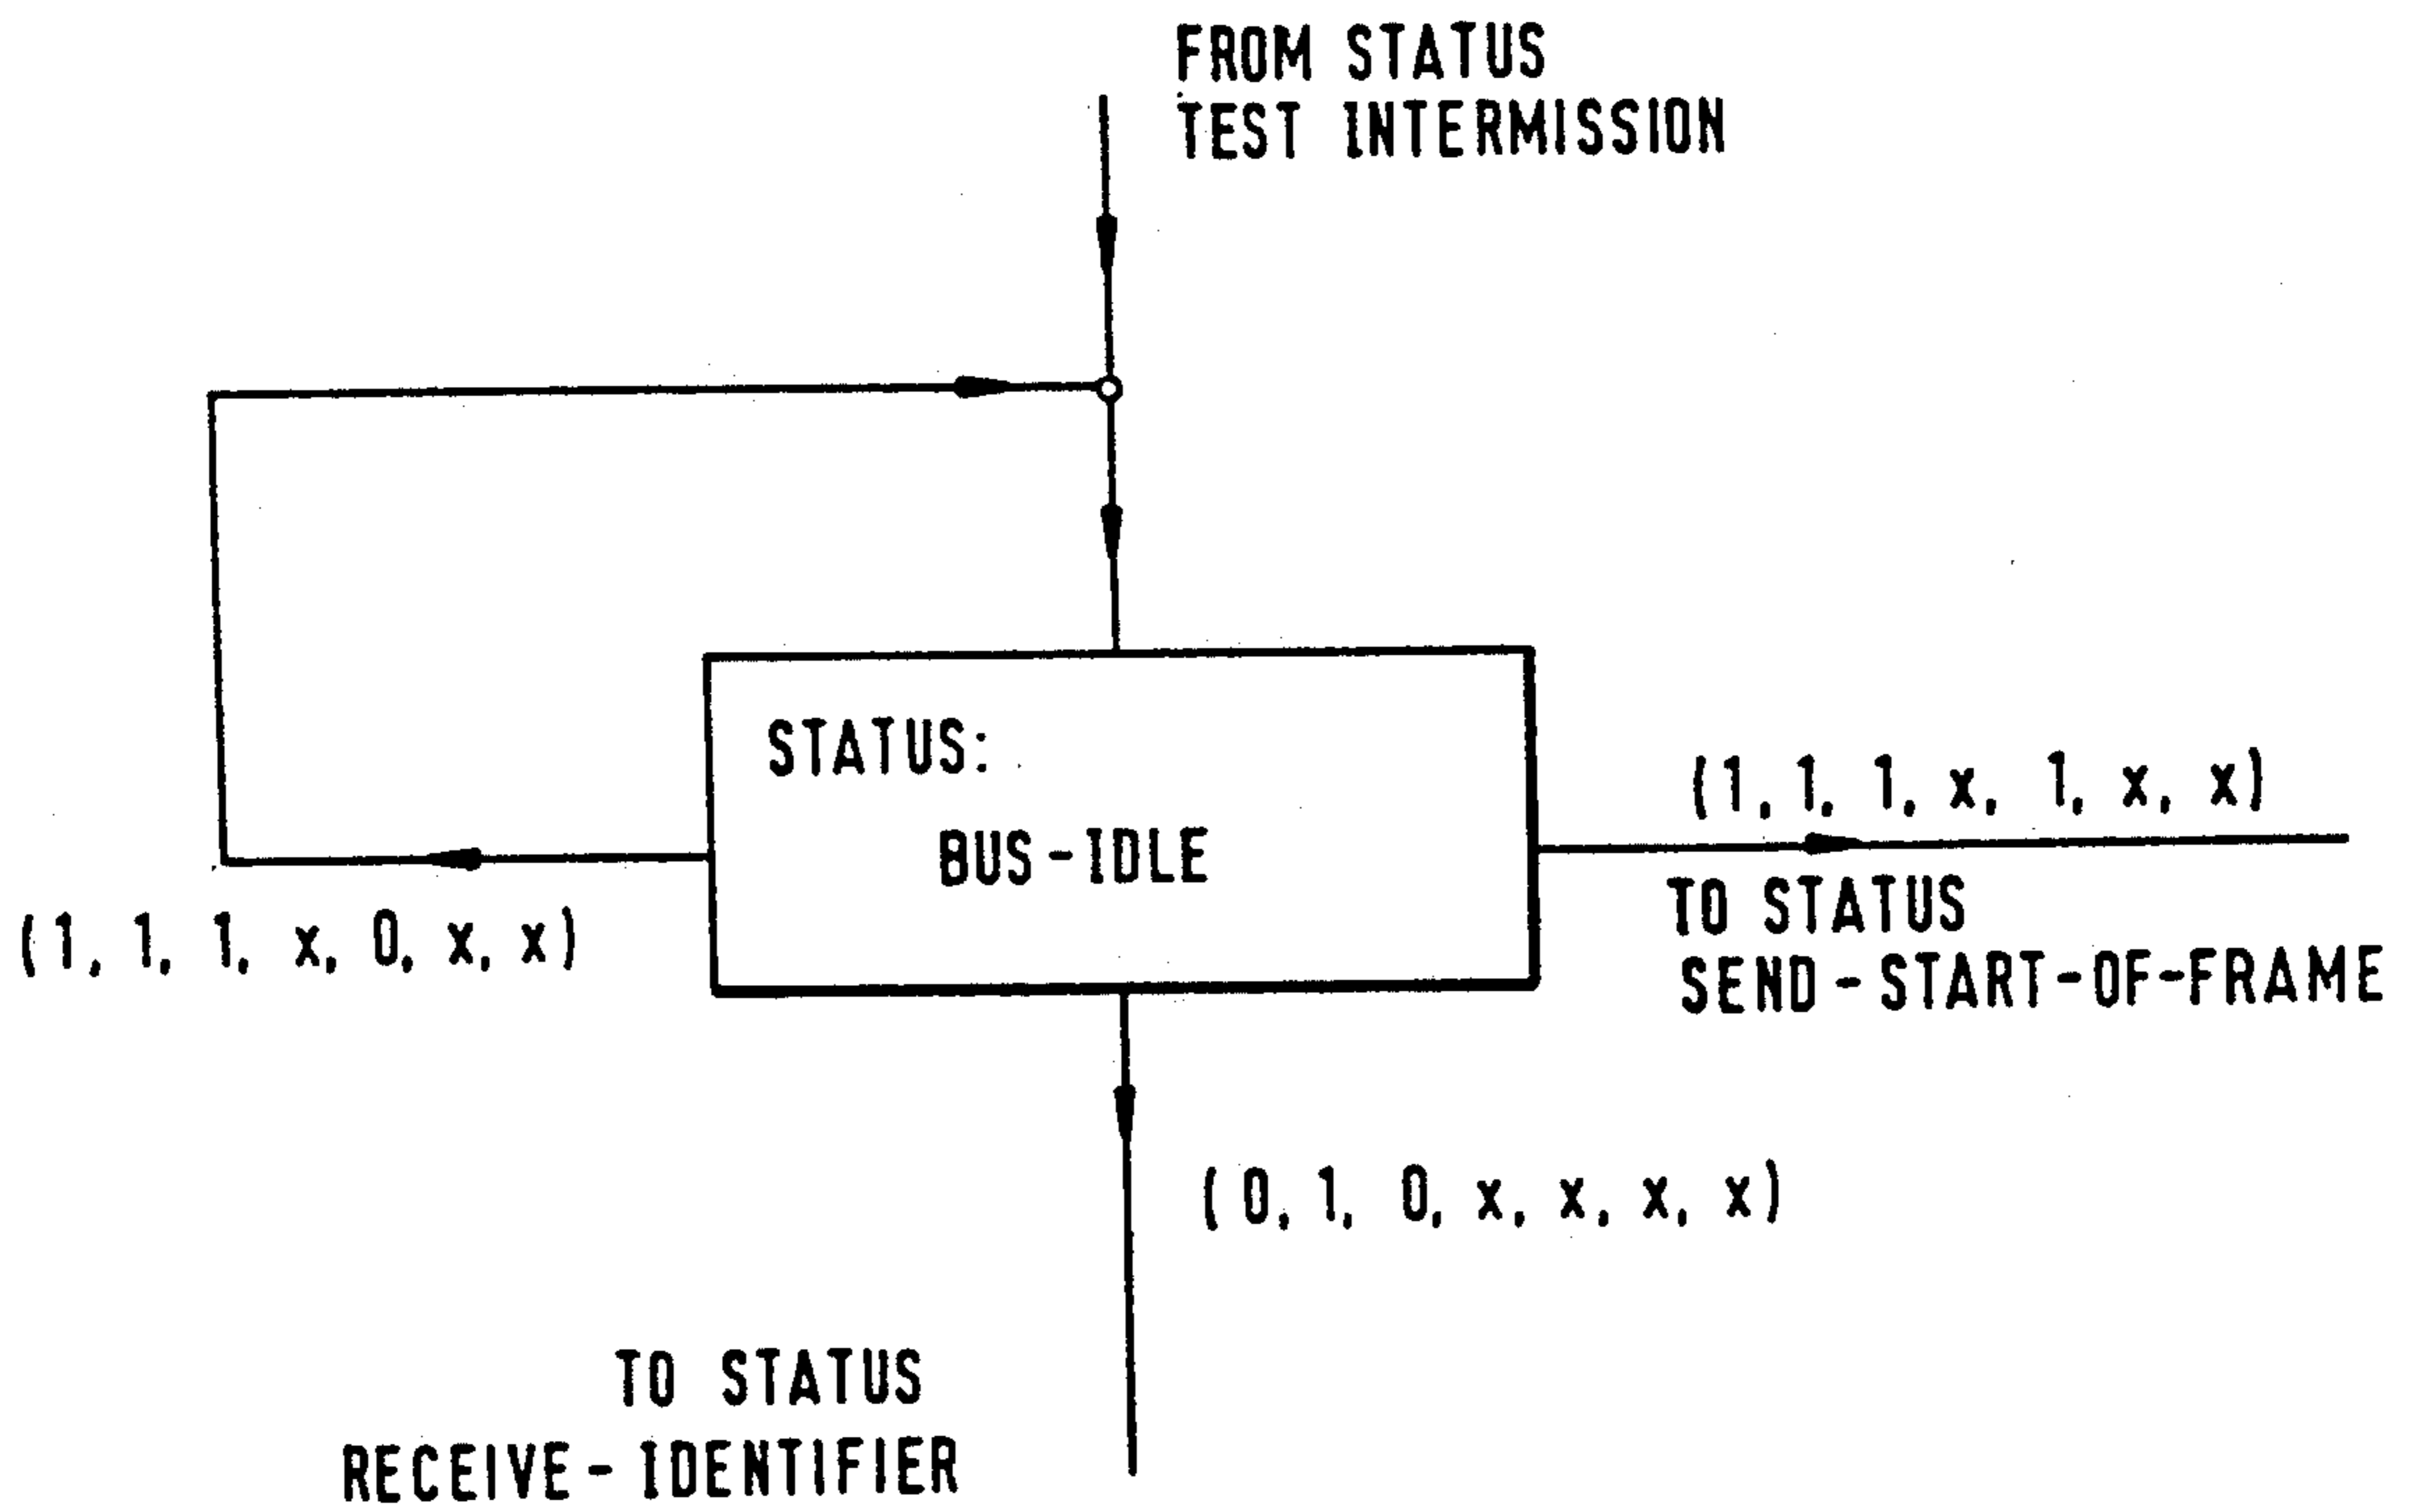 FROM STATUS
TEST INTERMISSION
STATUS:
BUS-IDLE
(1, 1, 1, x, 1, x, x)
TO STATUS
SEND-START-OF-FRAME
(1, 1, 1, x, 0, x, x)
(0, 1, 0, x, x, x, x)
TO STATUS
RECEIVE-IDENTIFIER